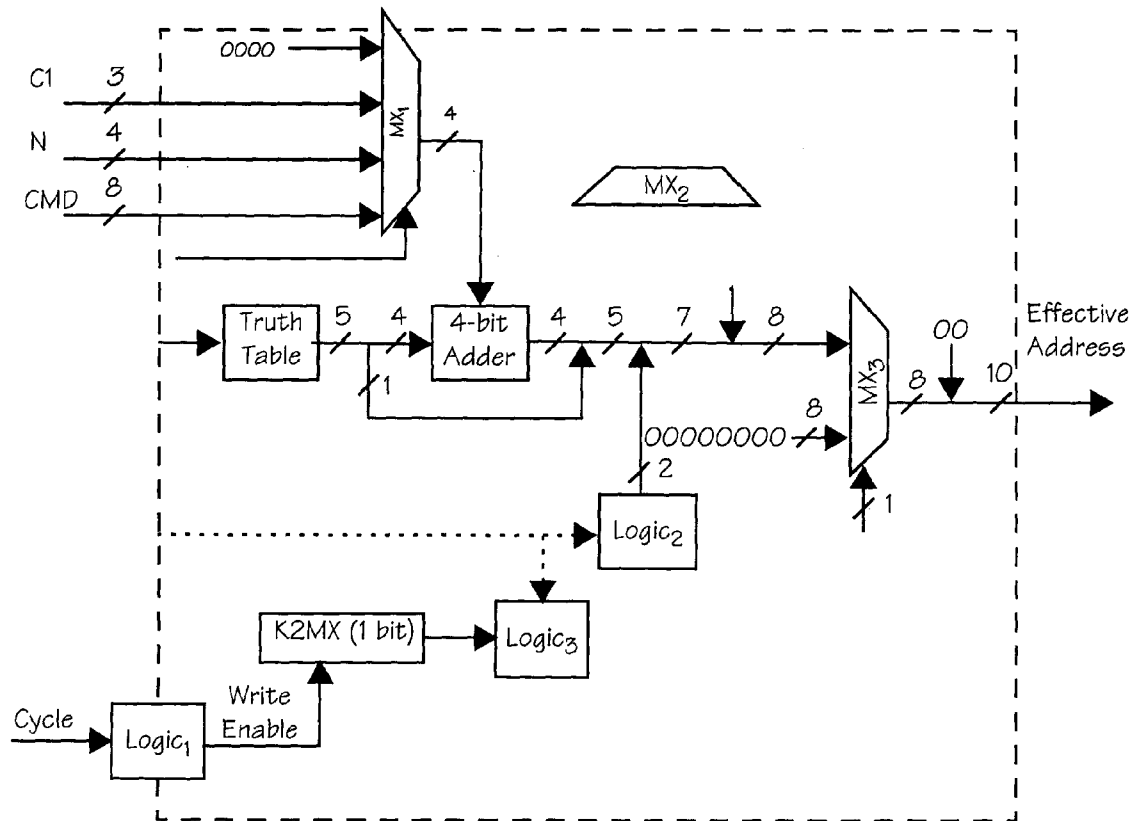 0000
C1
3
N
4
CMD
8
MX1
4
MX2
Truth
Table
5
4
1
4-bit
Adder
4
5
7
8
00000000
8
MX3
1
8
00
10
Effective
Address
2
Logic2
K2MX (1 bit)
Logic3
Cycle
Logic1
Write
Enable